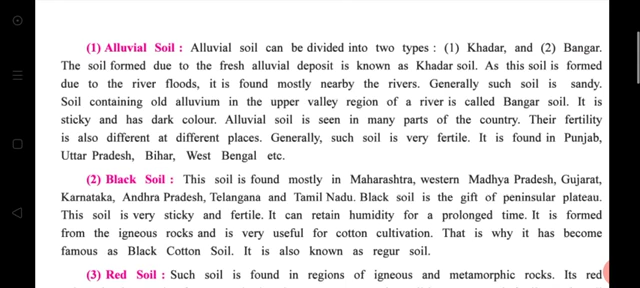 (1) Alluvial Soil : Alluvial soil can be divided into two types : (1) Khadar, and (2) Bangar.
The soil formed due to the fresh alluvial deposit is known as Khadar soil. As this soil is formed
due to the river floods, it is found mostly nearby the rivers. Generally such soil is sandy.
Soil containing old alluvium in the upper valley region of a river is called Bangar soil. It is
sticky and has dark colour. Alluvial soil is seen in many parts of the country. Their fertility
is also different at different places. Generally, such soil is very fertile. It is found in Punjab,
Uttar Pradesh, Bihar, West Bengal etc.
(2) Black Soil : This soil is found mostly in Maharashtra, western Madhya Pradesh, Gujarat,
Karnataka, Andhra Pradesh, Telangana and Tamil Nadu. Black soil is the gift of peninsular plateau.
This soil is very sticky and fertile. It can retain humidity for a prolonged time. It is formed
from the igneous rocks and is very useful for cotton cultivation. That is why it has become
famous as Black Cotton Soil. It is also known as regur soil.
(3) Red Soil : Such soil is found in regions of igneous and metamorphic rocks. Its red